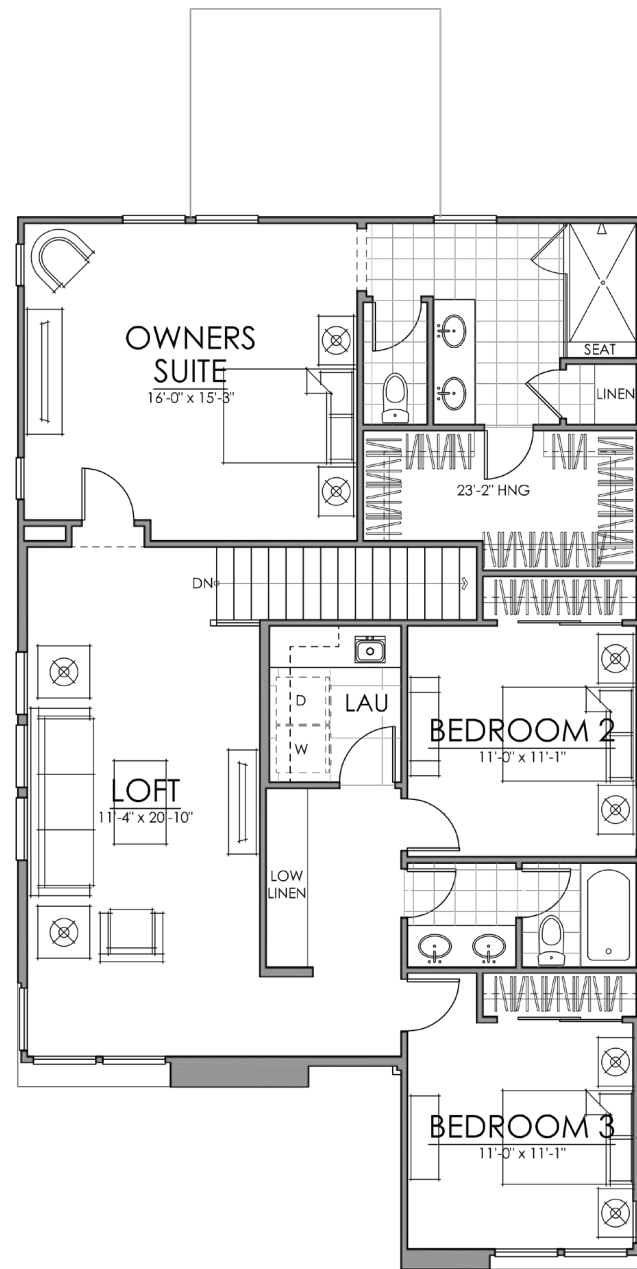 OWNERS
SUITE
16'-0" x 15'-3"
SEAT
LINEN
23'-2" HNG
DN
D
LAU
W
BEDROOM 2
11'-0" x 11'-1"
LOFT
11'-4" x 20'-10"
LOW
LINEN
BEDROOM 3
11'-0" x 11'-1"